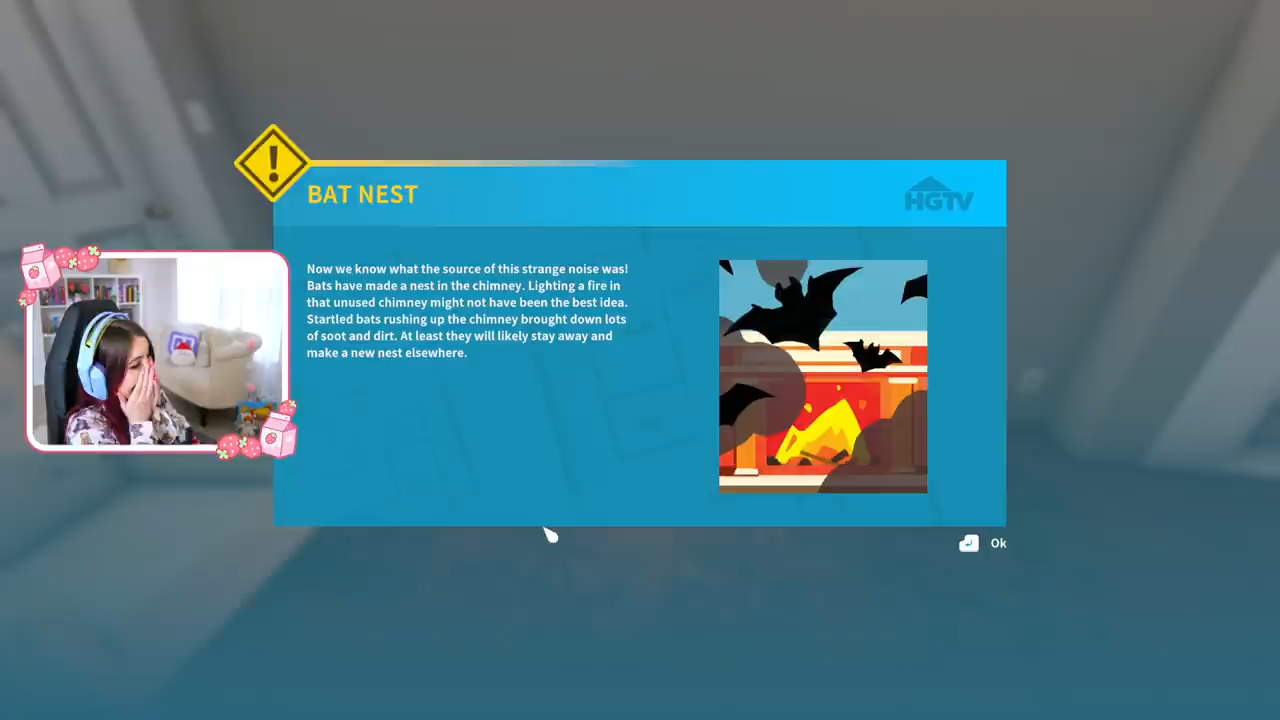 BAT NEST
HGTV
Now we know what the source of this strange noise was!
Bats have made a nest in the chimney. Lighting a fire in
that unused chimney might not have been the best idea.
Startled bats rushing up the chimney brought down lots
of soot and dirt. At least they will likely stay away and
make a new nest elsewhere.
Ok